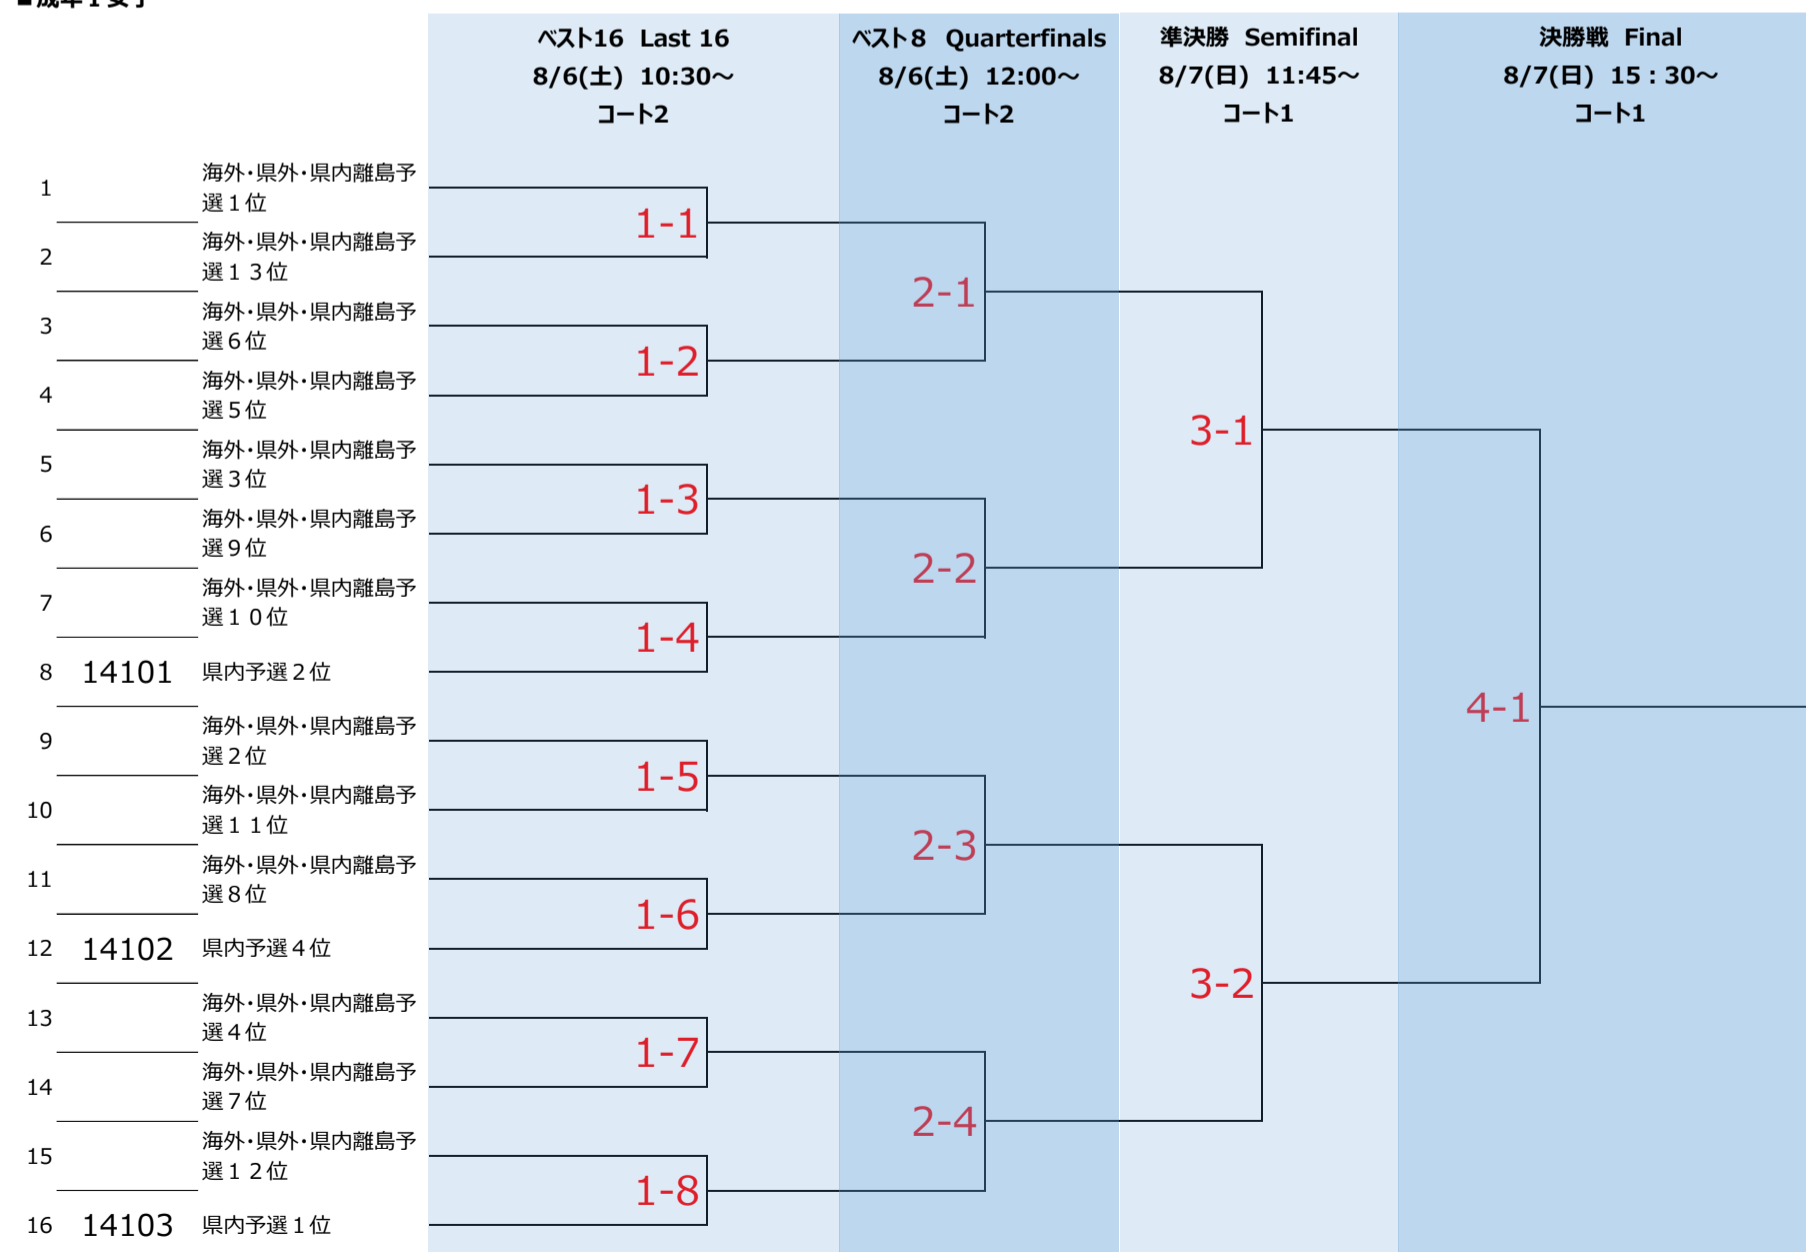 ■成年１女子
ベスト16 Last 16
8/6(土) 10:30～
コート2
ベスト８ Quarterfinals
8/6(土) 12:00～
コート2
準決勝 Semifinal
8/7(日) 11:45～
コート1
決勝戦 Final
8/7(日) 15：30～
コート1
1 海外・県外・県内離島予
選１位
1-1
2 海外・県外・県内離島予
選１３位
2-1
3 海外・県外・県内離島予
選６位
1-2
4 海外・県外・県内離島予
選５位
3-1
5 海外・県外・県内離島予
選３位
1-3
6 海外・県外・県内離島予
選９位
2-2
7 海外・県外・県内離島予
選１０位
1-4
8 14101 県内予選２位
4-1
9 海外・県外・県内離島予
選２位
1-5
10 海外・県外・県内離島予
選１１位
2-3
11 海外・県外・県内離島予
選８位
1-6
12 14102 県内予選４位
3-2
13 海外・県外・県内離島予
選４位
1-7
14 海外・県外・県内離島予
選７位
2-4
15 海外・県外・県内離島予
選１２位
1-8
16 14103 県内予選１位